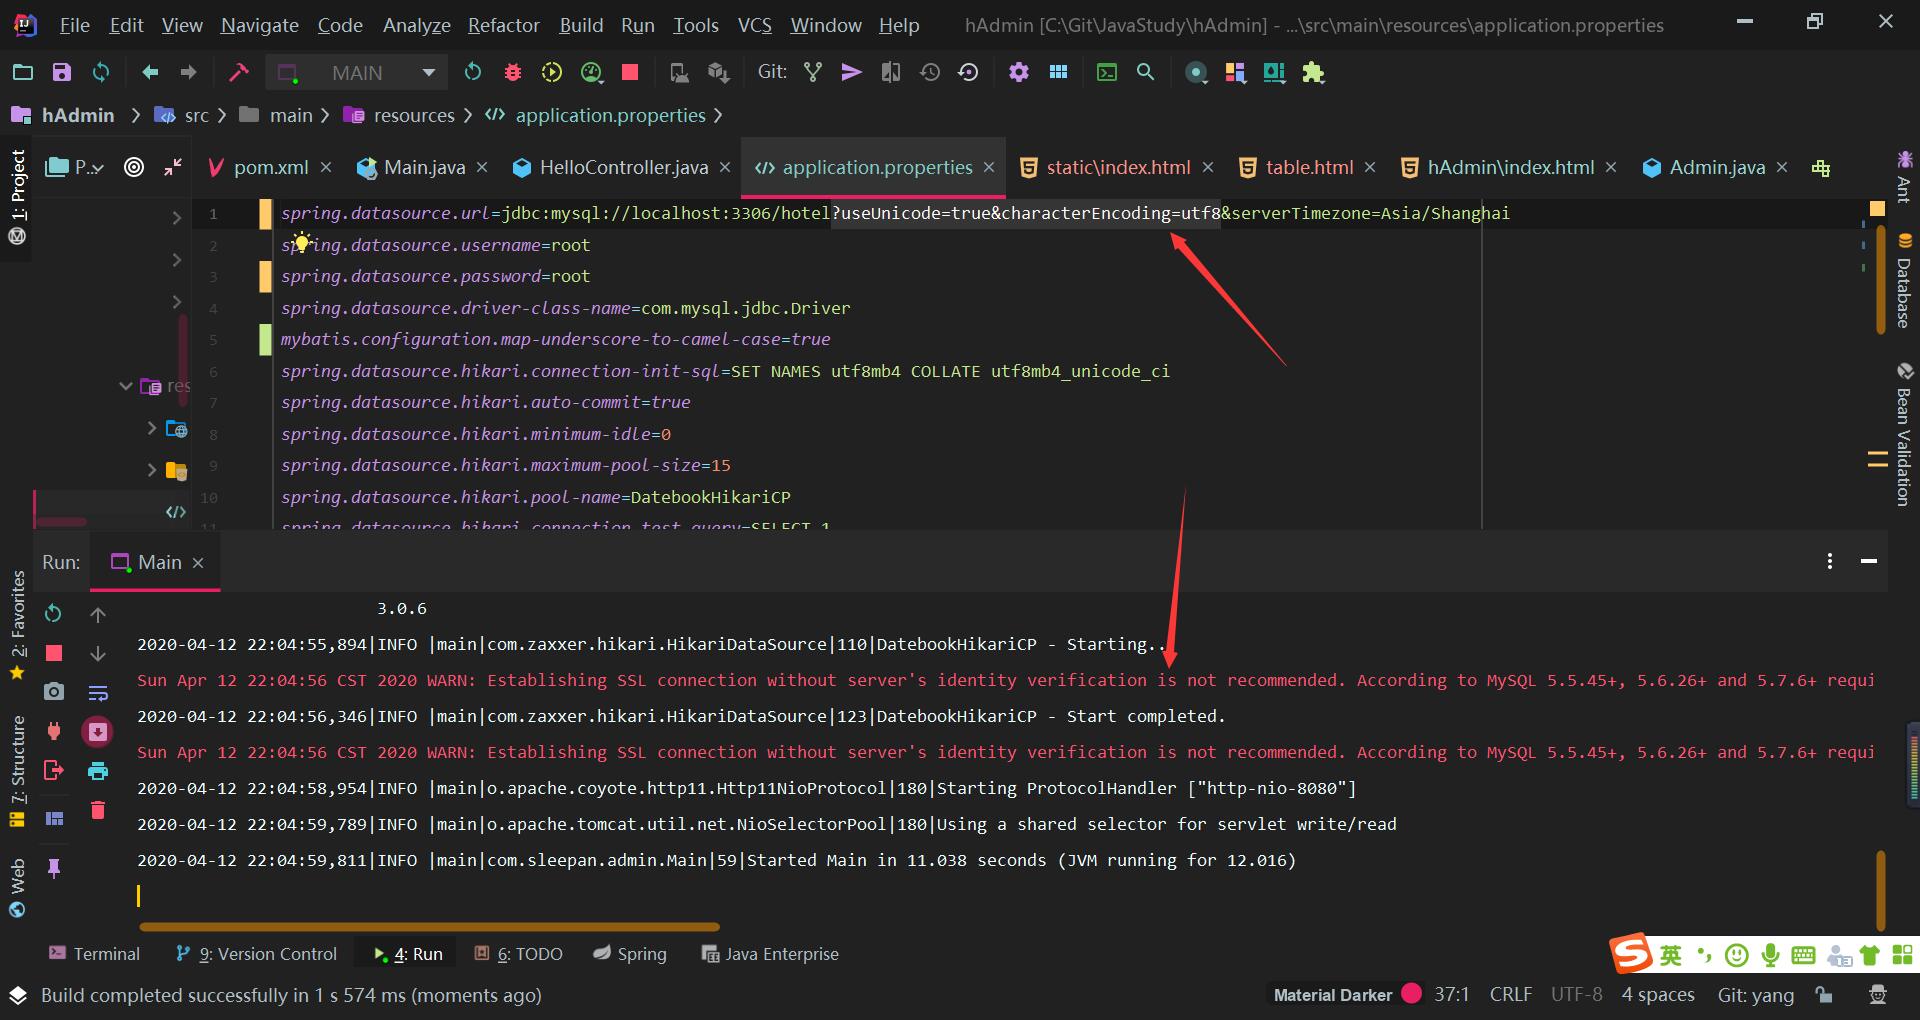 File Edit View Navigate Code Analyze Refactor Build Run Tools VCS Window Help hAdmin [C:\Git\JavaStudy\hAdmin] - ...\src\main\resources\application.properties
MAIN Git:
hAdmin src main resources application.properties
P... pom.xml Main.java HelloController.java application.properties static\index.html table.html hAdmin\index.html Admin.java
1: Project
Ant
Database
Bean Validation
res
1 spring.datasource.url=jdbc:mysql://localhost:3306/hotel?useUnicode=true&characterEncoding=utf8&serverTimezone=Asia/Shanghai
2 spring.datasource.username=root
3 spring.datasource.password=root
4 spring.datasource.driver-class-name=com.mysql.jdbc.Driver
5 mybatis.configuration.map-underscore-to-camel-case=true
6 spring.datasource.hikari.connection-init-sql=SET NAMES utf8mb4 COLLATE utf8mb4_unicode_ci
7 spring.datasource.hikari.auto-commit=true
8 spring.datasource.hikari.minimum-idle=0
9 spring.datasource.hikari.maximum-pool-size=15
10 spring.datasource.hikari.pool-name=DatebookHikariCP
11 spring.datasource.hikari.connection-test-query=SELECT 1
Run: Main
2: Favorites
7: Structure
Web
3.0.6
2020-04-12 22:04:55,894|INFO |main|com.zaxxer.hikari.HikariDataSource|110|DatebookHikariCP - Starting...
Sun Apr 12 22:04:56 CST 2020 WARN: Establishing SSL connection without server's identity verification is not recommended. According to MySQL 5.5.45+, 5.6.26+ and 5.7.6+ requi
2020-04-12 22:04:56,346|INFO |main|com.zaxxer.hikari.HikariDataSource|123|DatebookHikariCP - Start completed.
Sun Apr 12 22:04:56 CST 2020 WARN: Establishing SSL connection without server's identity verification is not recommended. According to MySQL 5.5.45+, 5.6.26+ and 5.7.6+ requi
2020-04-12 22:04:58,954|INFO |main|o.apache.coyote.http11.Http11NioProtocol|180|Starting ProtocolHandler ["http-nio-8080"]
2020-04-12 22:04:59,789|INFO |main|o.apache.tomcat.util.net.NioSelectorPool|180|Using a shared selector for servlet write/read
2020-04-12 22:04:59,811|INFO |main|com.sleepan.admin.Main|59|Started Main in 11.038 seconds (JVM running for 12.016)
Terminal 9: Version Control 4: Run 6: TODO Spring Java Enterprise
英
13
Build completed successfully in 1 s 574 ms (moments ago) Material Darker 37:1 CRLF UTF-8 4 spaces Git: yang